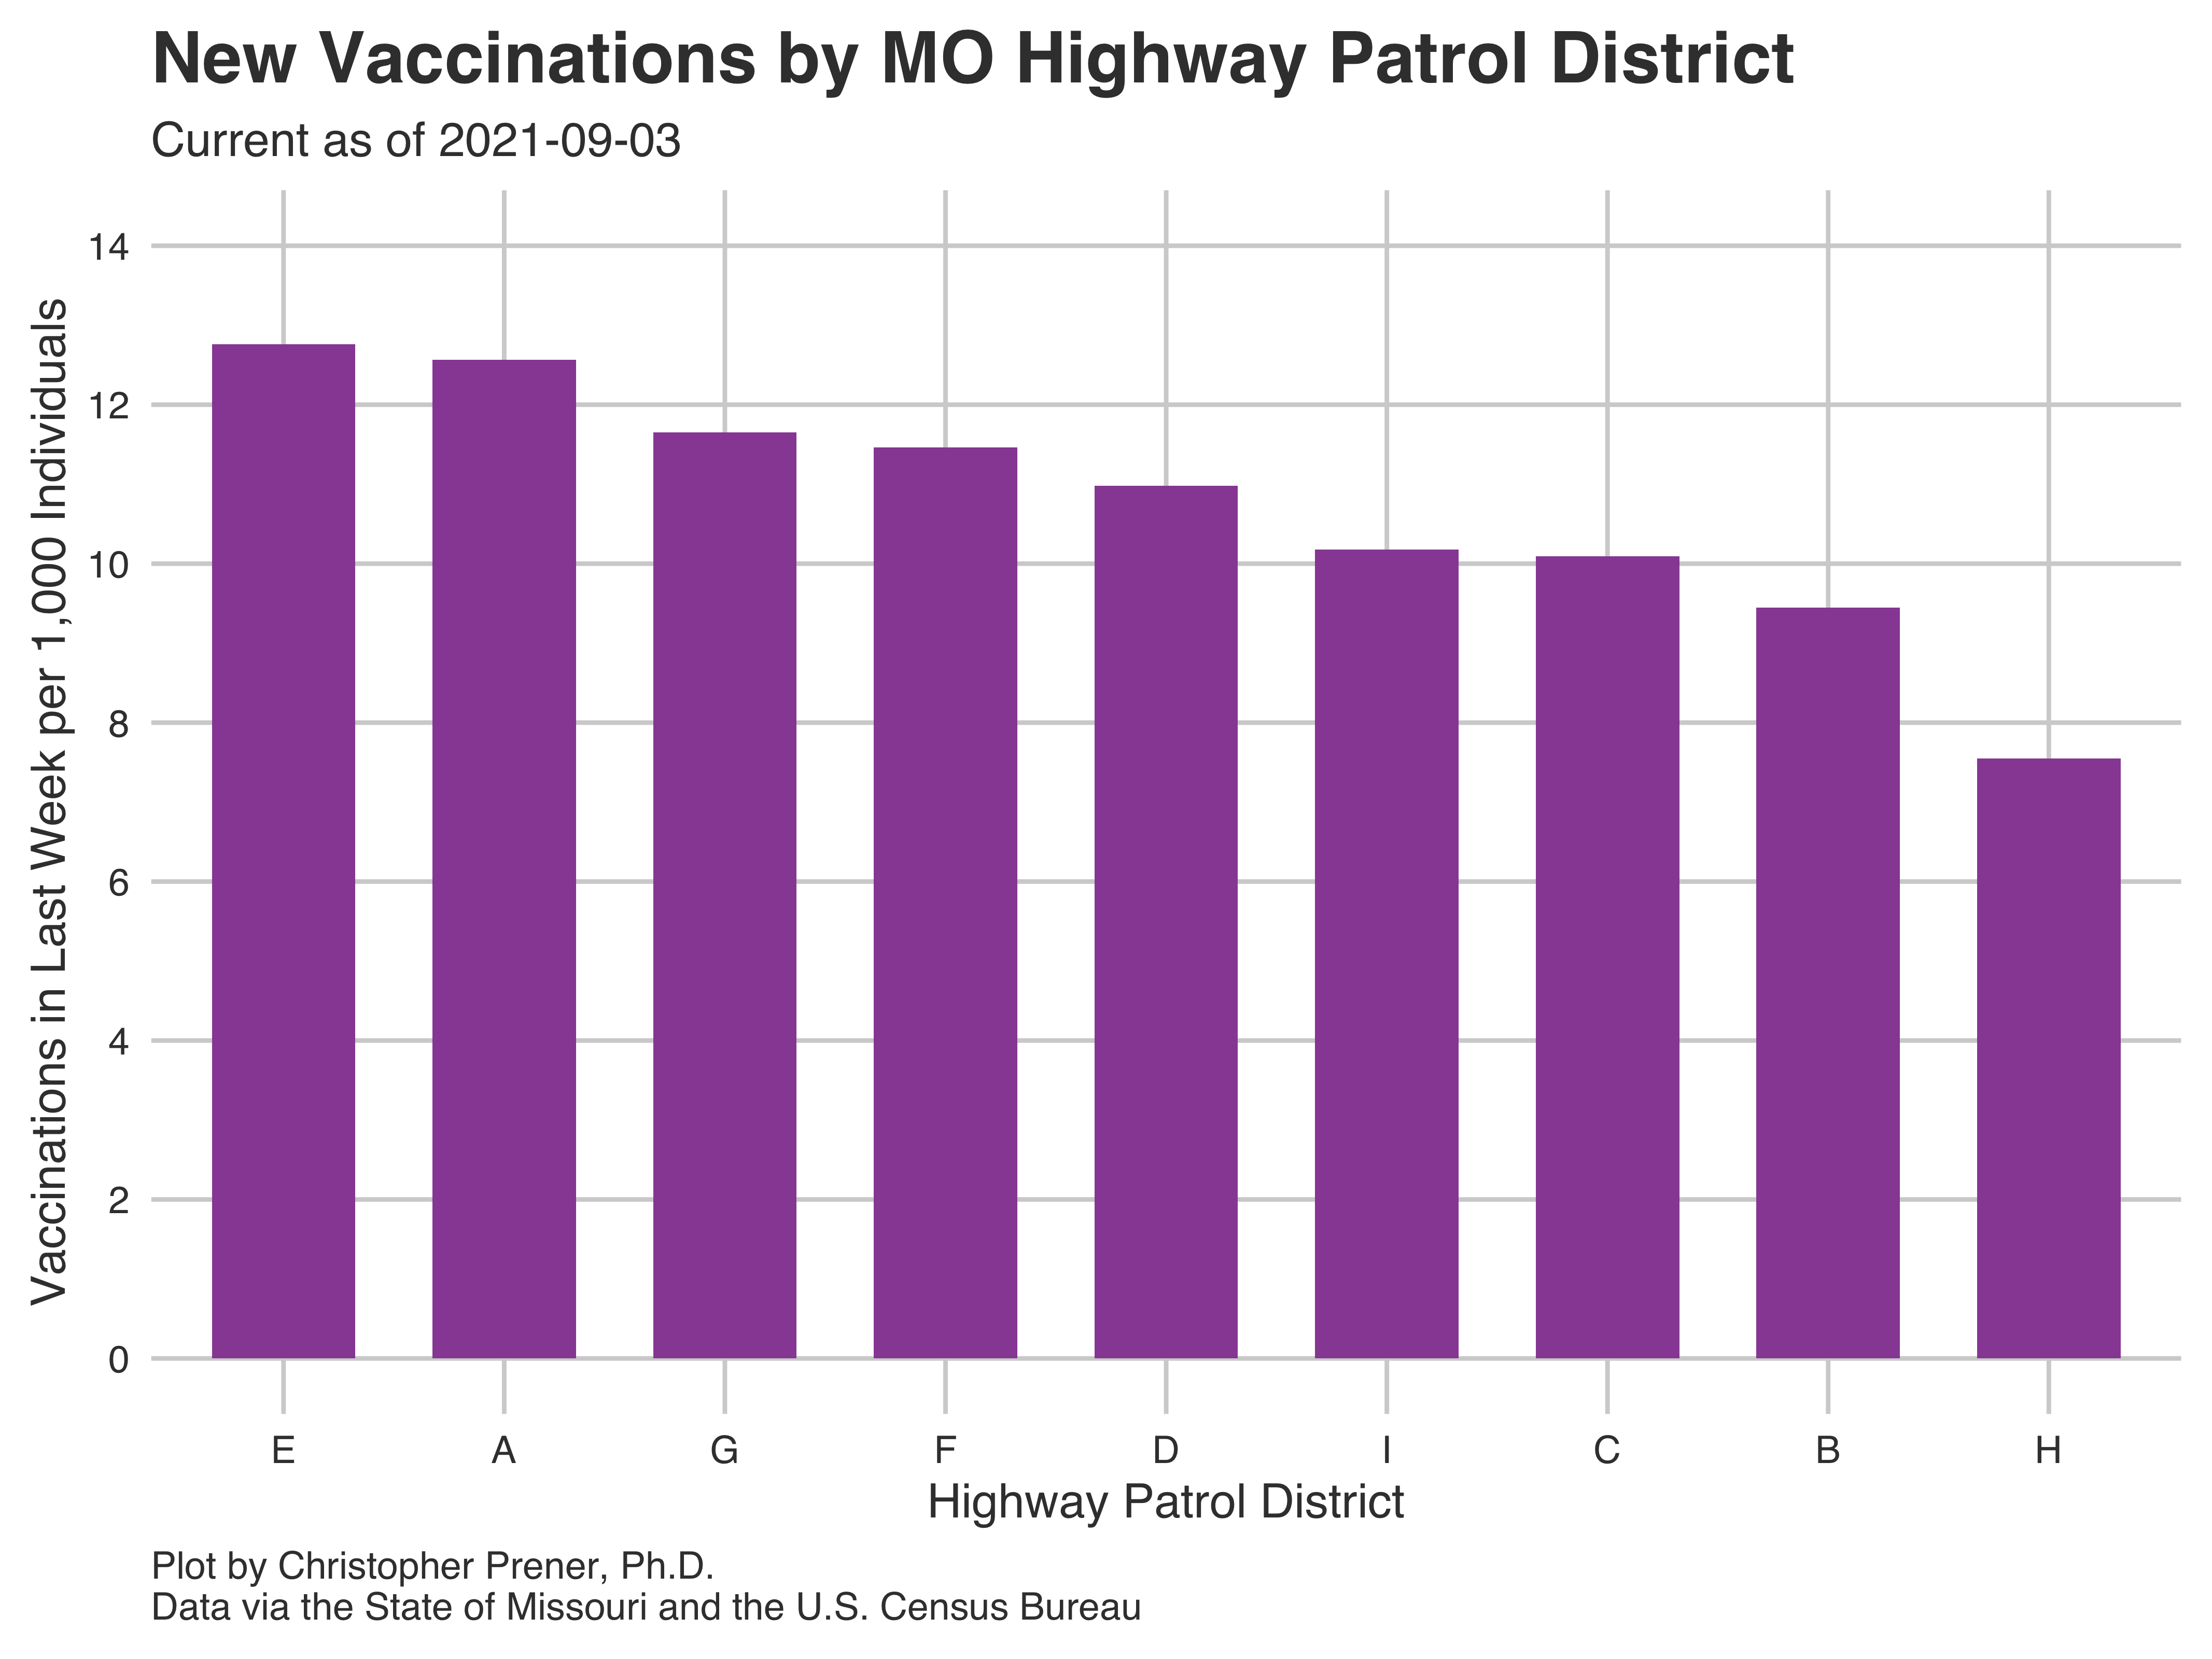 New Vaccinations by MO Highway Patrol District
Current as of 2021-09-03
Vaccinations in Last Week per 1,000 Individuals
14
12
10
8
6
4
2
0
E A G F D I C B H
Highway Patrol District
Plot by Christopher Prener, Ph.D.
Data via the State of Missouri and the U.S. Census Bureau